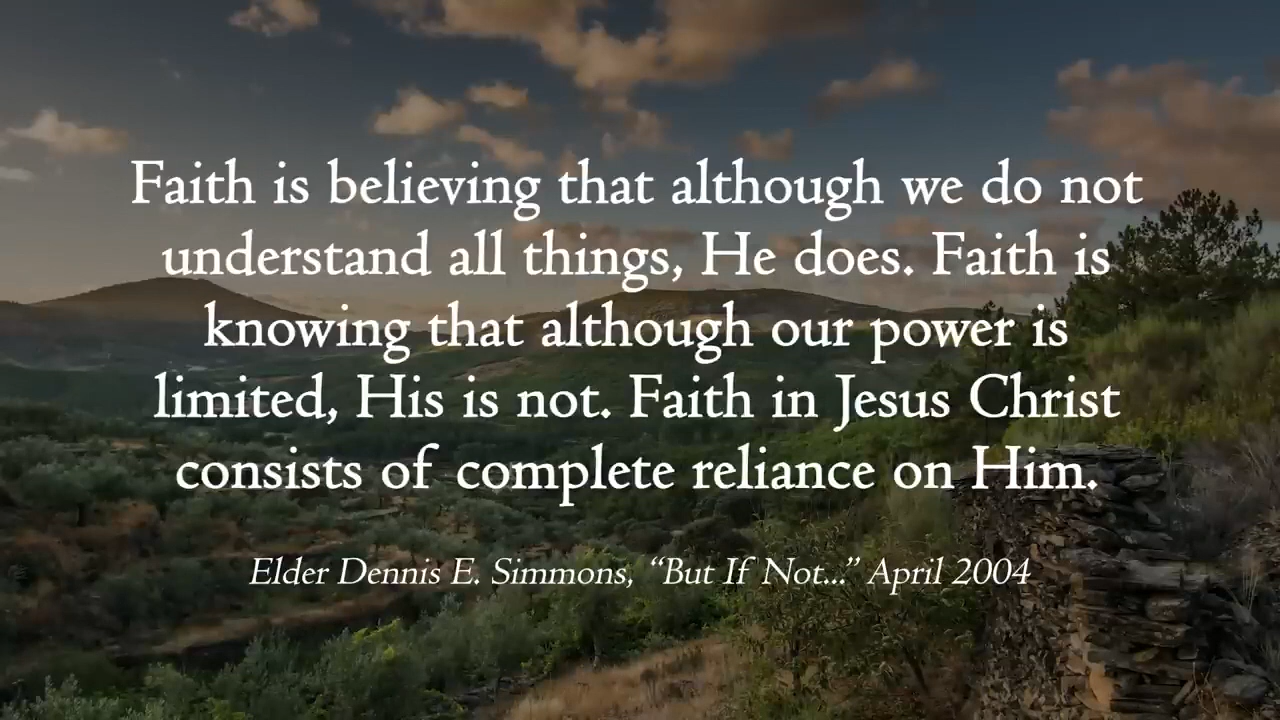 Faith is believing that although we do not
understand all things, He does. Faith is
knowing that although our power is
limited, His is not. Faith in Jesus Christ
consists of complete reliance on Him.
Elder Dennis E. Simmons, “But If Not...” April 2004